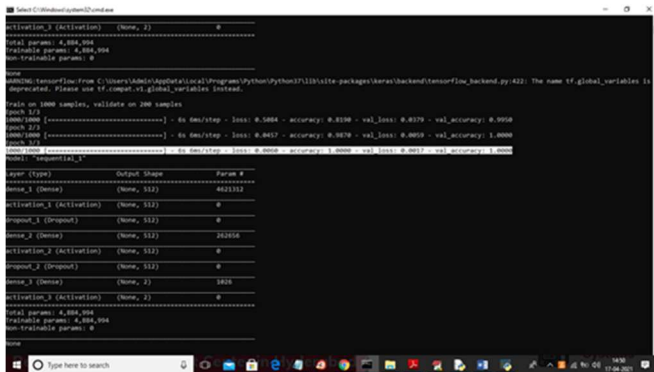 Select C:\Windows\system32\cmd.exe
activation_3 (Activation) (None, 2) 0
Total params: 4,884,994
Trainable params: 4,884,994
Non-trainable params: 0
None
WARNING:tensorflow:From C:\Users\Admin\AppData\Local\Programs\Python\Python37\lib\site-packages\keras\backend\tensorflow_backend.py:422: The name tf.global_variables is
deprecated. Please use tf.compat.v1.global_variables instead.
Train on 1000 samples, validate on 200 samples
Epoch 1/3
1000/1000 [==============================] - 6s 6ms/step - loss: 0.5084 - accuracy: 0.8190 - val_loss: 0.0379 - val_accuracy: 0.9950
Epoch 2/3
1000/1000 [==============================] - 6s 6ms/step - loss: 0.0457 - accuracy: 0.9870 - val_loss: 0.0059 - val_accuracy: 1.0000
Epoch 3/3
1000/1000 [==============================] - 6s 6ms/step - loss: 0.0060 - accuracy: 1.0000 - val_loss: 0.0017 - val_accuracy: 1.0000
Model: "sequential_1"
Layer (type) Output Shape Param #
dense_1 (Dense) (None, 512) 4621312
activation_1 (Activation) (None, 512) 0
dropout_1 (Dropout) (None, 512) 0
dense_2 (Dense) (None, 512) 262656
activation_2 (Activation) (None, 512) 0
dropout_2 (Dropout) (None, 512) 0
dense_3 (Dense) (None, 2) 1026
activation_3 (Activation) (None, 2) 0
Total params: 4,884,994
Trainable params: 4,884,994
Non-trainable params: 0
None
Type here to search
14:50
17-04-2021